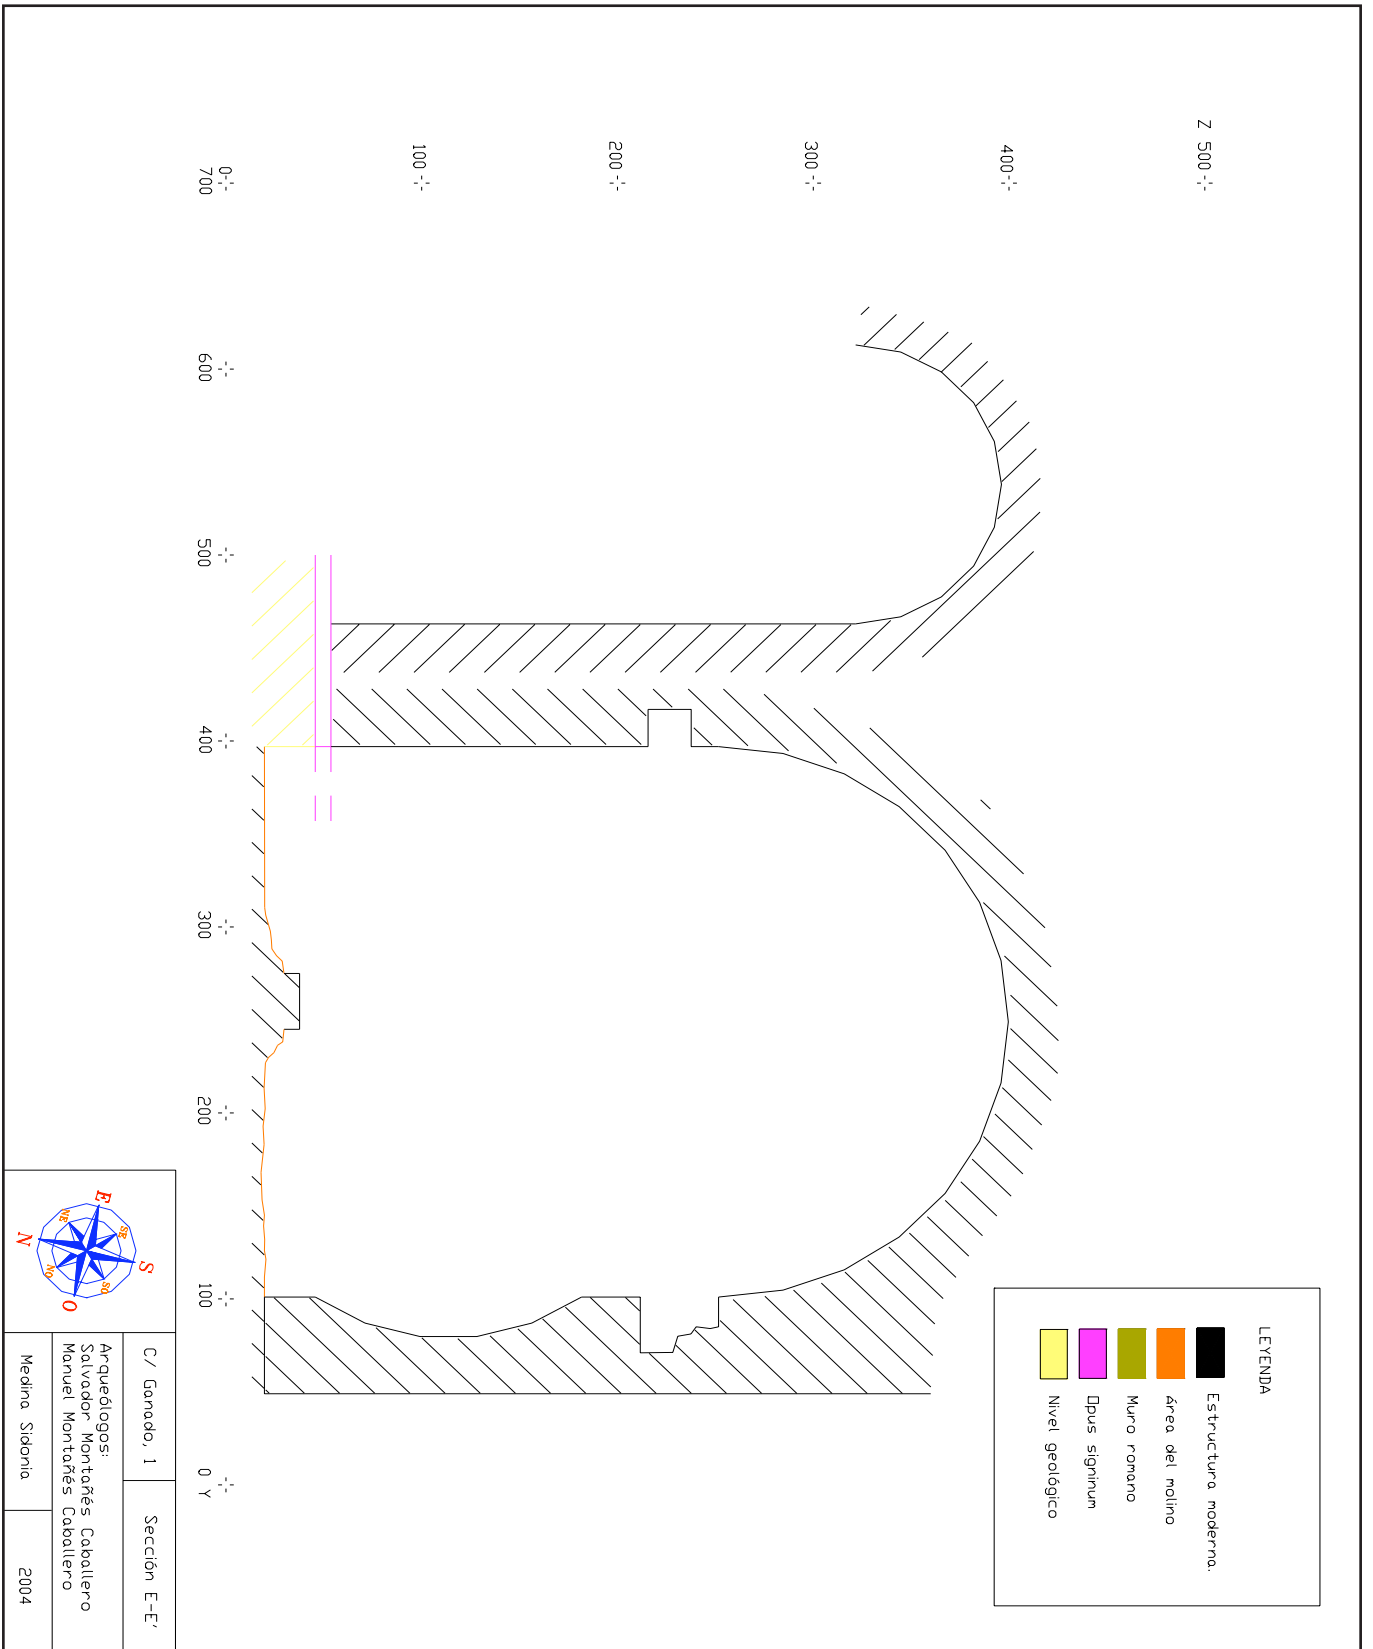 Z 500
400
300
200
100
0
700
600
500
400
300
200
100
0 Y
LEYENDA
Estructura moderna.
Área del molino
Muro romano
Opus signinum
Nivel geológico
E
SE
S
NE
SO
N
NO
O
C/ Ganado, 1
Sección E-E'
Arqueólogos:
Salvador Montañés Caballero
Manuel Montañés Caballero
Medina Sidonia
2004